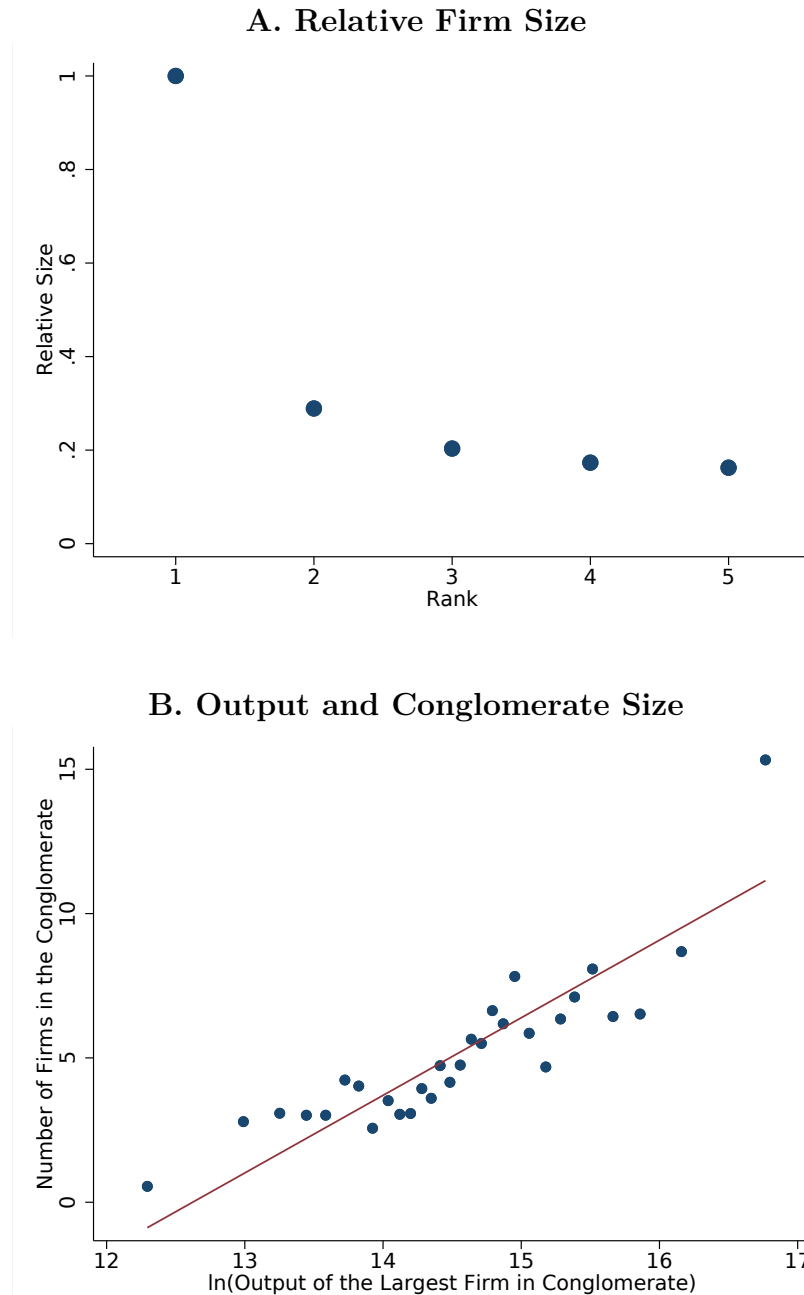 A. Relative Firm Size
1
.8
.6
.4
.2
0
Relative Size
1 2 3 4 5
Rank
B. Output and Conglomerate Size
15
10
5
0
Number of Firms in the Conglomerate
12 13 14 15 16 17
ln(Output of the Largest Firm in Conglomerate)